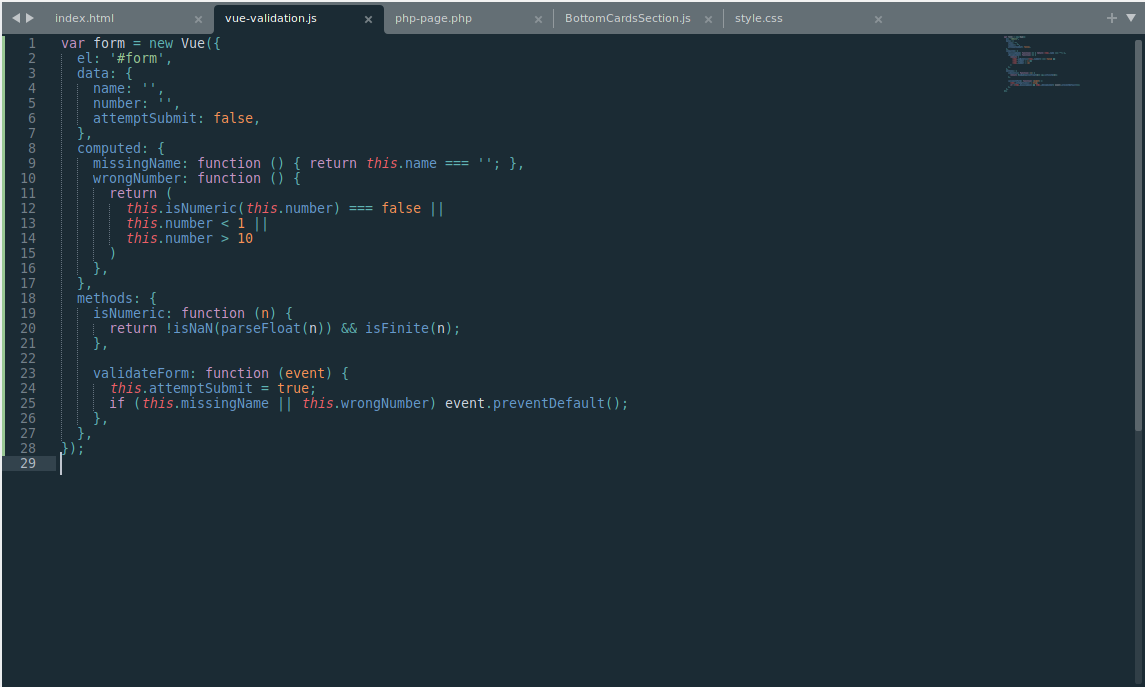 index.html × vue-validation.js × php-page.php × BottomCardsSection.js × style.css × +
1 var form = new Vue({
2   el: '#form',
3   data: {
4     name: '',
5     number: '',
6     attemptSubmit: false,
7   },
8   computed: {
9     missingName: function () { return this.name === ''; },
10     wrongNumber: function () {
11       return (
12         this.isNumeric(this.number) === false ||
13         this.number < 1 ||
14         this.number > 10
15       )
16     },
17   },
18   methods: {
19     isNumeric: function (n) {
20       return !isNaN(parseFloat(n)) && isFinite(n);
21     },
22
23     validateForm: function (event) {
24       this.attemptSubmit = true;
25       if (this.missingName || this.wrongNumber) event.preventDefault();
26     },
27   },
28 });
29